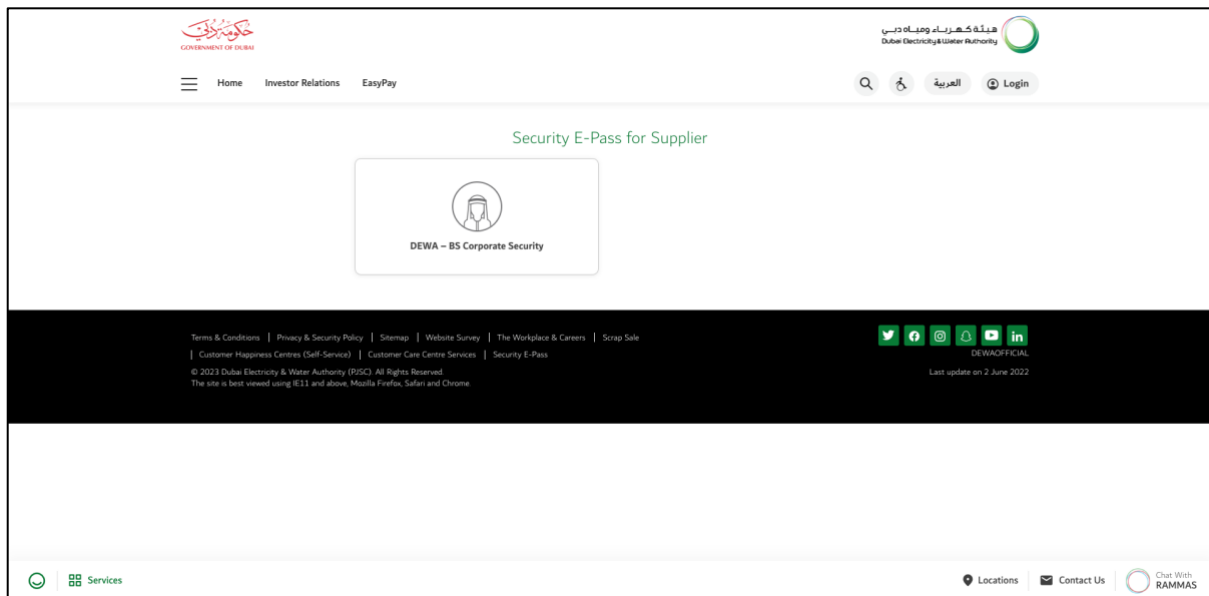 حكومة دبي
GOVERNMENT OF DUBAI
هيئة كهرباء ومياه دبي
Dubai Electricity & Water Authority
Home Investor Relations EasyPay العربية Login
Security E-Pass for Supplier
DEWA – BS Corporate Security
Terms & Conditions | Privacy & Security Policy | Sitemap | Website Survey | The Workplace & Careers | Scrap Sale
| Customer Happiness Centres (Self-Service) | Customer Care Centre Services | Security E-Pass
DEWAOFFICIAL
© 2023 Dubai Electricity & Water Authority (PJSC). All Rights Reserved.
Last update on 2 June 2022
The site is best viewed using IE11 and above, Mozilla Firefox, Safari and Chrome.
Services Locations Contact Us Chat With
RAMMAS